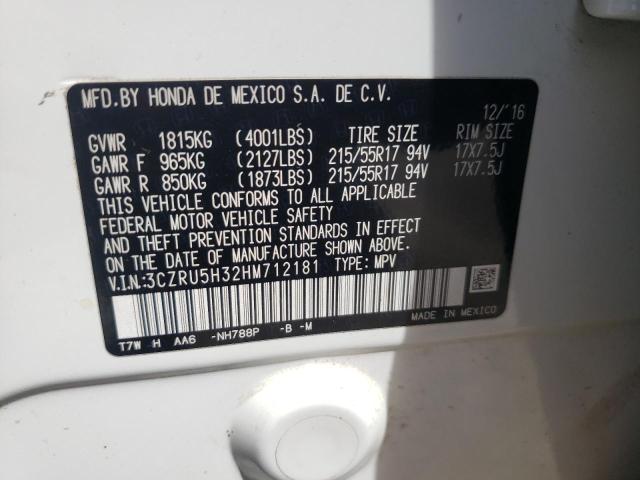 MFD.BY HONDA DE MEXICO S.A. DE C.V.
12/'16
GVWR 1815KG (4001LBS) TIRE SIZE RIM SIZE
GAWR F 965KG (2127LBS) 215/55R17 94V 17X7.5J
GAWR R 850KG (1873LBS) 215/55R17 94V 17X7.5J
THIS VEHICLE CONFORMS TO ALL APPLICABLE
FEDERAL MOTOR VEHICLE SAFETY
AND THEFT PREVENTION STANDARDS IN EFFECT
ON THE DATE OF MANUFACTURE SHOWN ABOVE.
V.I.N:3CZRU5H32HM712181 TYPE: MPV
T7W H AA6 -NH788P -B -M
MADE IN MEXICO